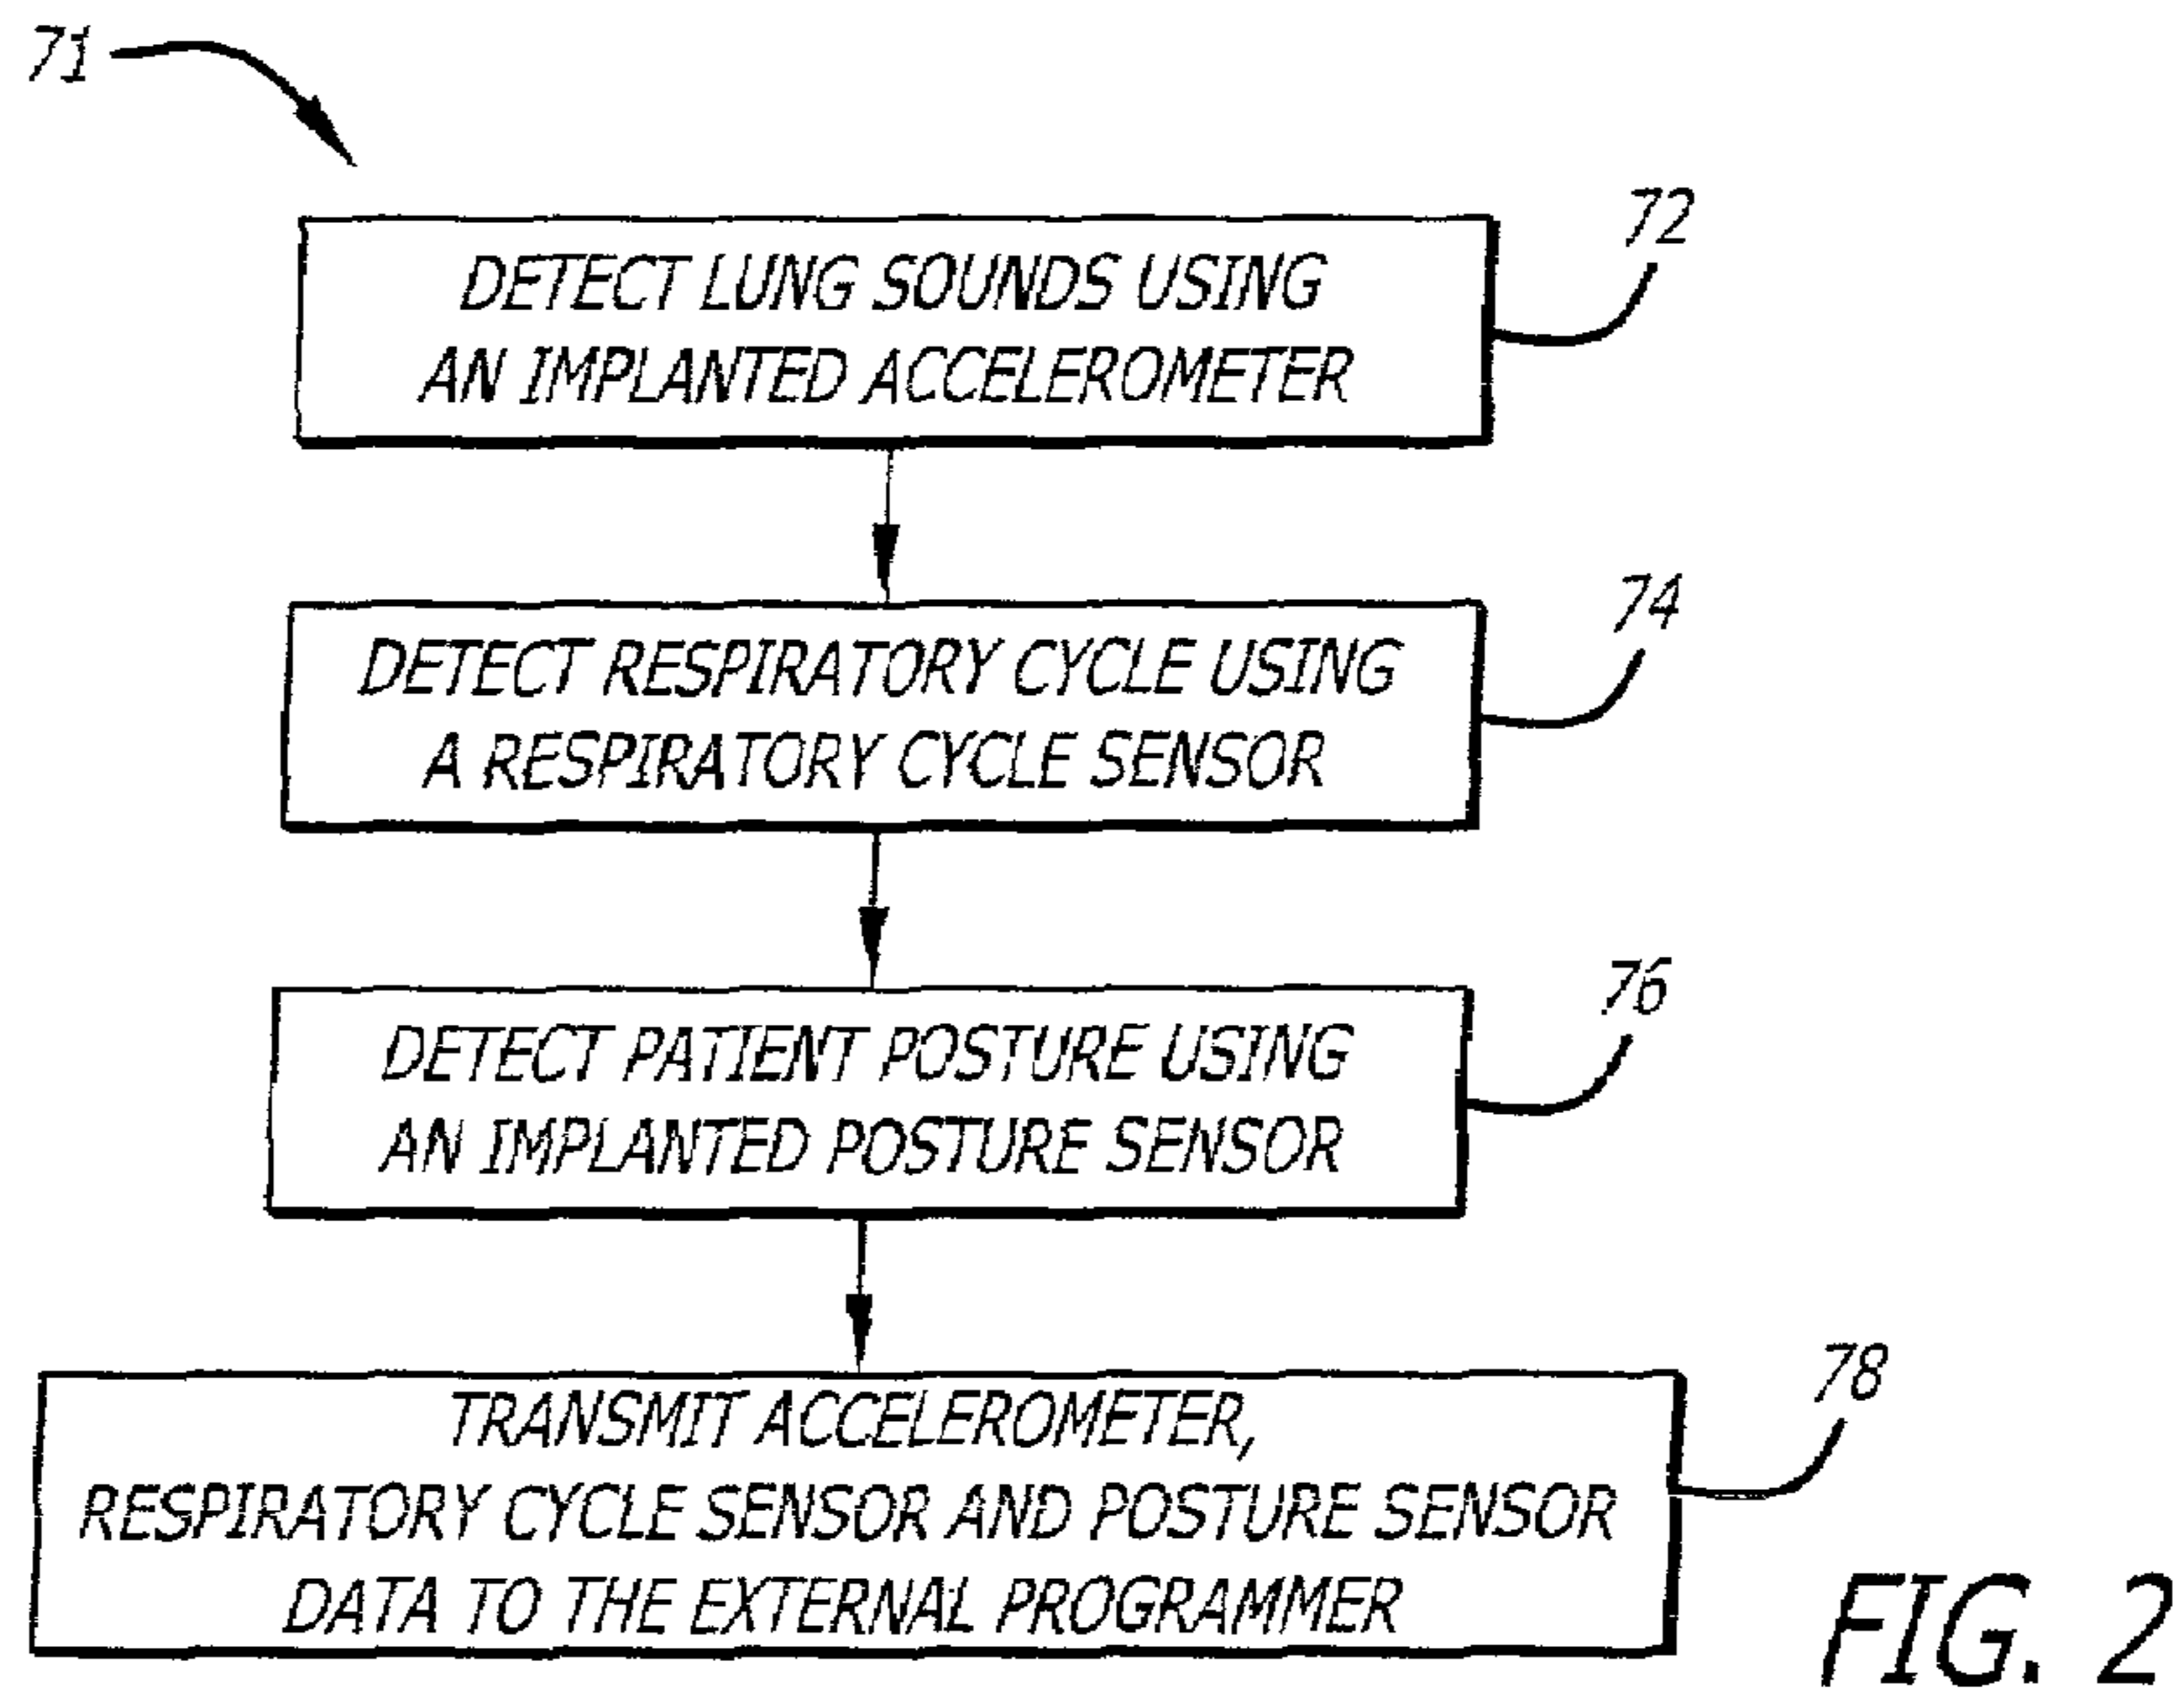 71
72
DETECT LUNG SOUNDS USING
AN IMPLANTED ACCELEROMETER
74
DETECT RESPIRATORY CYCLE USING
A RESPIRATORY CYCLE SENSOR
76
DETECT PATIENT POSTURE USING
AN IMPLANTED POSTURE SENSOR
78
TRANSMIT ACCELEROMETER,
RESPIRATORY CYCLE SENSOR AND POSTURE SENSOR
DATA TO THE EXTERNAL PROGRAMMER
FIG. 2